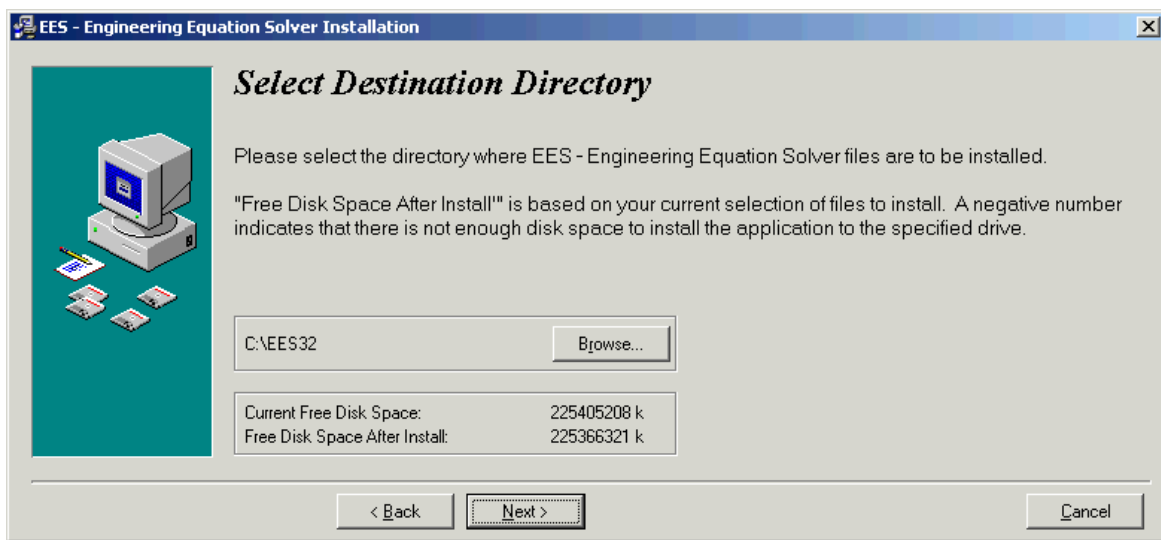 EES - Engineering Equation Solver Installation
Select Destination Directory
Please select the directory where EES - Engineering Equation Solver files are to be installed.
"Free Disk Space After Install'" is based on your current selection of files to install. A negative number
indicates that there is not enough disk space to install the application to the specified drive.
C:\EES32 Browse...
Current Free Disk Space: 225405208 k
Free Disk Space After Install: 225366321 k
< Back Next > Cancel